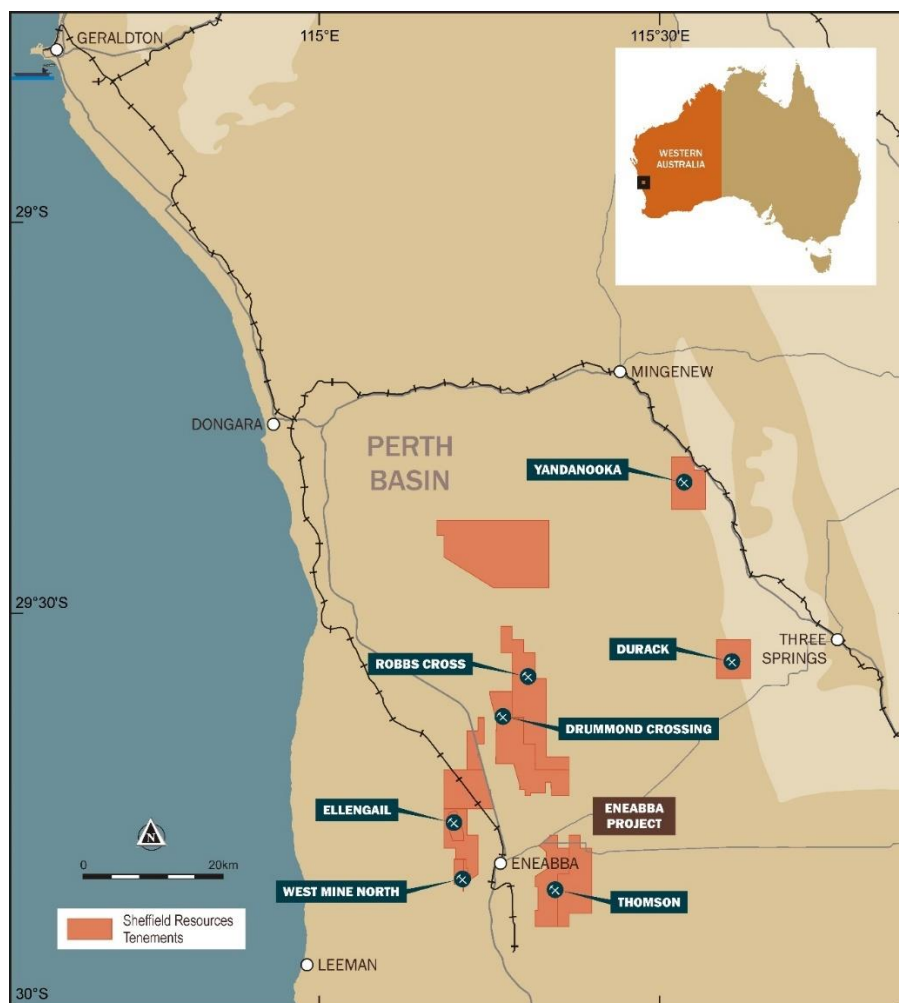 GERALDTON
115°E
115°30'E
WESTERN
AUSTRALIA
29°S
MINGENEW
DONGARA
PERTH
BASIN
YANDANOOKA
29°30'S
THREE
SPRINGS
DURACK
ROBBS CROSS
DRUMMOND CROSSING
ELLENGAIL
ENEABBA
PROJECT
N
0
20km
ENEABBA
WEST MINE NORTH
THOMSON
Sheffield Resources
Tenements
LEEMAN
30°S